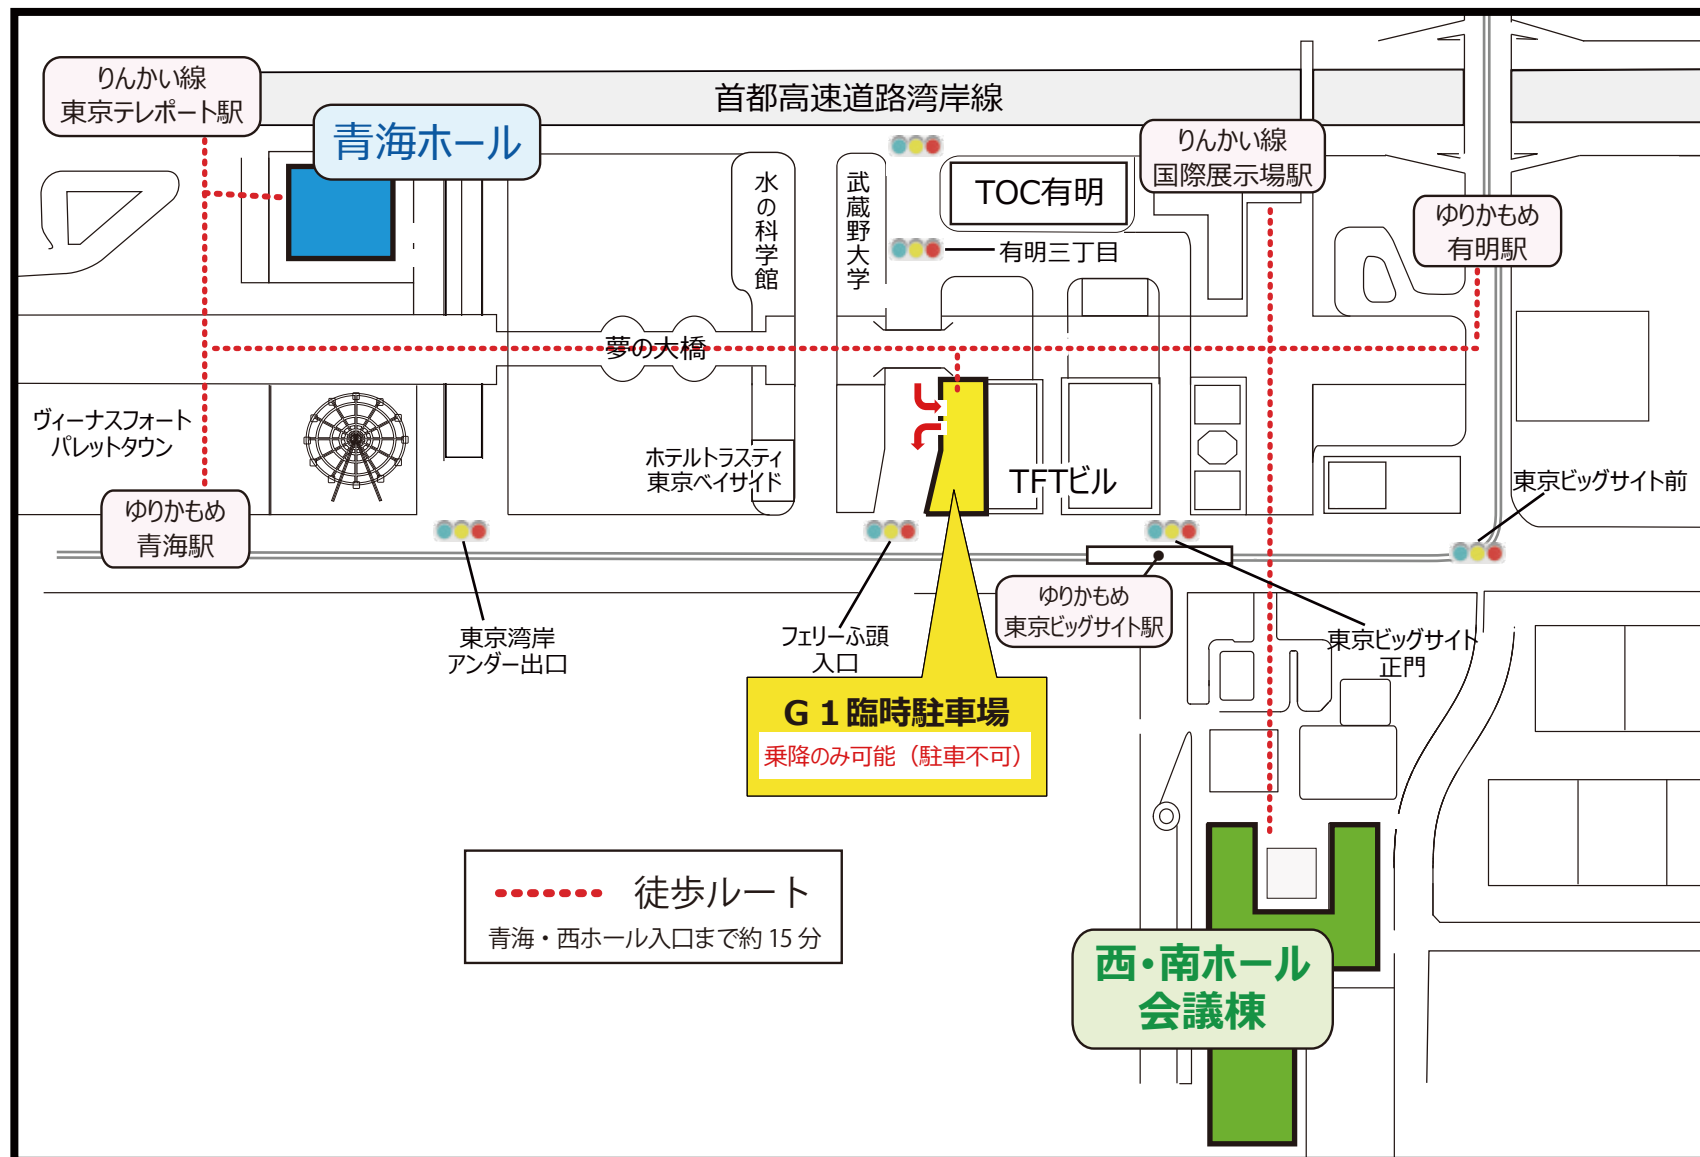 首都高速道路湾岸線
りんかい線
東京テレポート駅
青海ホール
りんかい線
国際展示場駅
水の科学館
武蔵野大学
TOC有明
ゆりかもめ
有明駅
有明三丁目
夢の大橋
ヴィーナスフォート
パレットタウン
ホテルトラスティ
東京ベイサイド
TFTビル
東京ビッグサイト前
ゆりかもめ
青海駅
ゆりかもめ
東京ビッグサイト駅
東京湾岸
アンダー出口
フェリーふ頭
入口
東京ビッグサイト
正門
G1臨時駐車場
乗降のみ可能（駐車不可）
徒歩ルート
青海・西ホール入口まで約15分
西・南ホール
会議棟